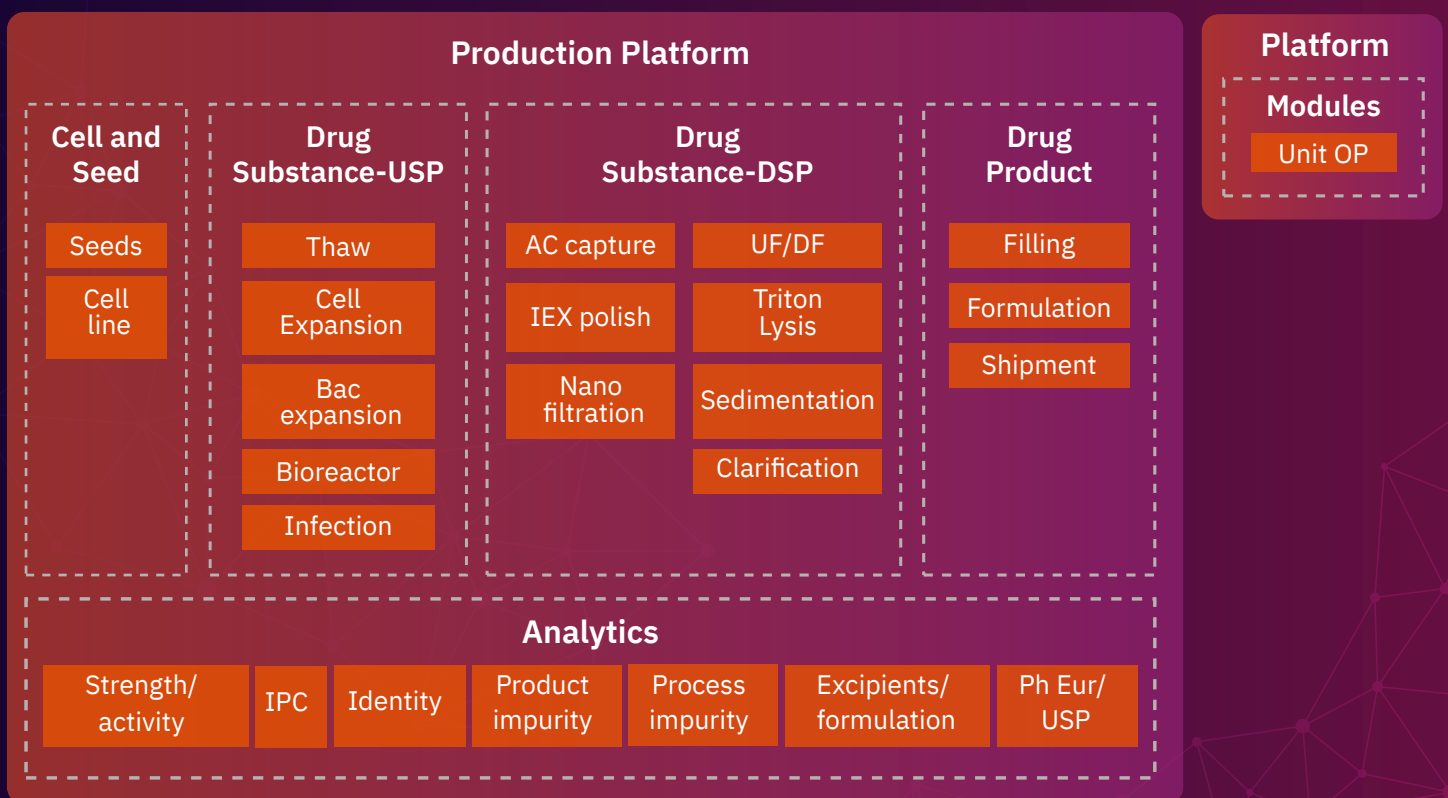 Production Platform
Cell and
Seed
Seeds
Cell
line
Drug
Substance-USP
Thaw
Cell
Expansion
Bac
expansion
Bioreactor
Infection
Drug
Substance-DSP
AC capture
IEX polish
Nano
filtration
UF/DF
Triton
Lysis
Sedimentation
Clarification
Drug
Product
Filling
Formulation
Shipment
Analytics
Strength/
activity
IPC
Identity
Product
impurity
Process
impurity
Excipients/
formulation
Ph Eur/
USP
Platform
Modules
Unit OP